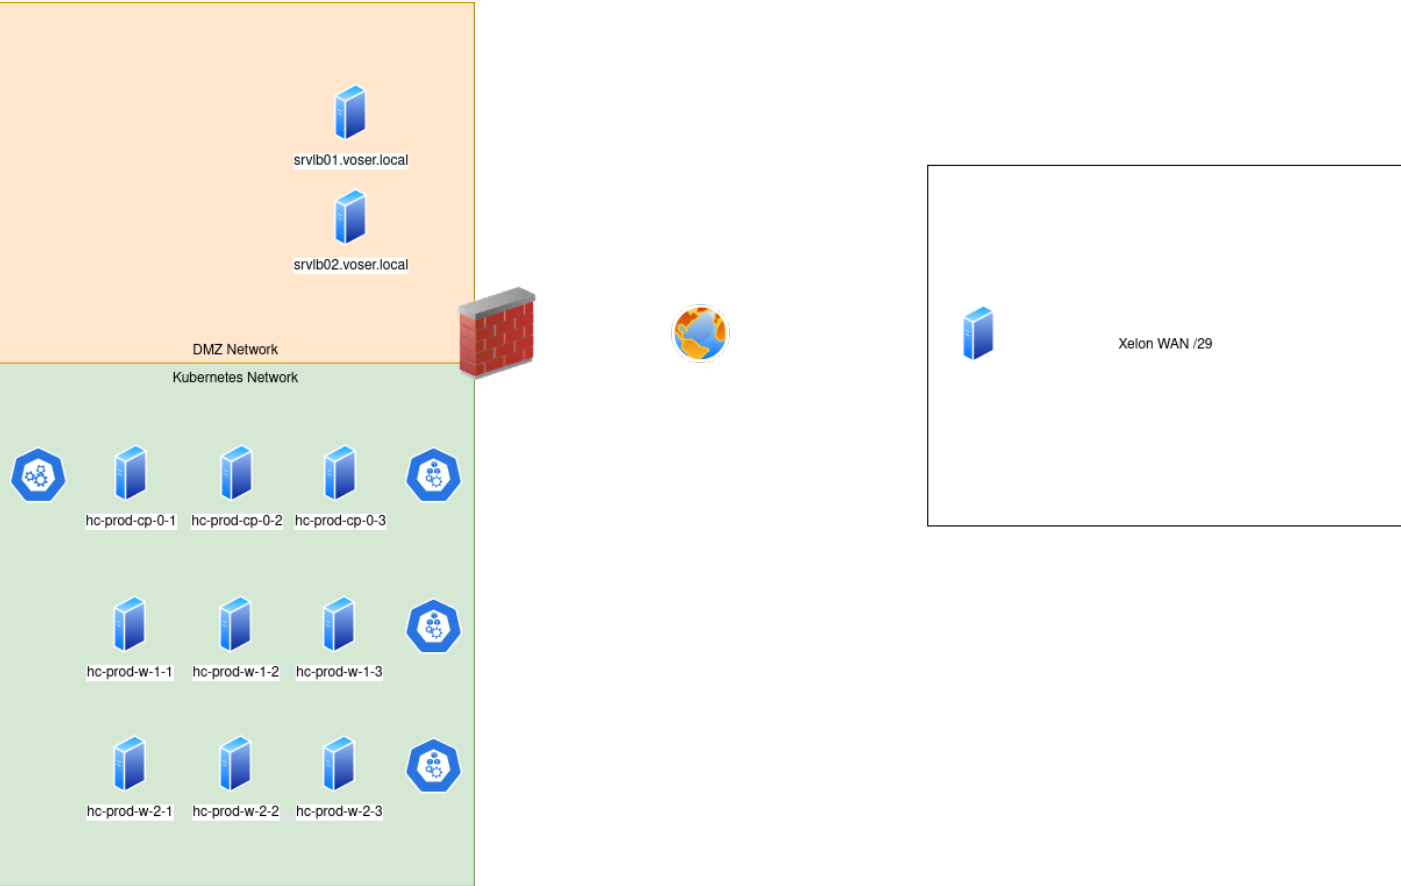 srvlb01.voser.local
srvlb02.voser.local
DMZ Network
Kubernetes Network
Xelon WAN /29
hc-prod-cp-0-1
hc-prod-cp-0-2
hc-prod-cp-0-3
hc-prod-w-1-1
hc-prod-w-1-2
hc-prod-w-1-3
hc-prod-w-2-1
hc-prod-w-2-2
hc-prod-w-2-3